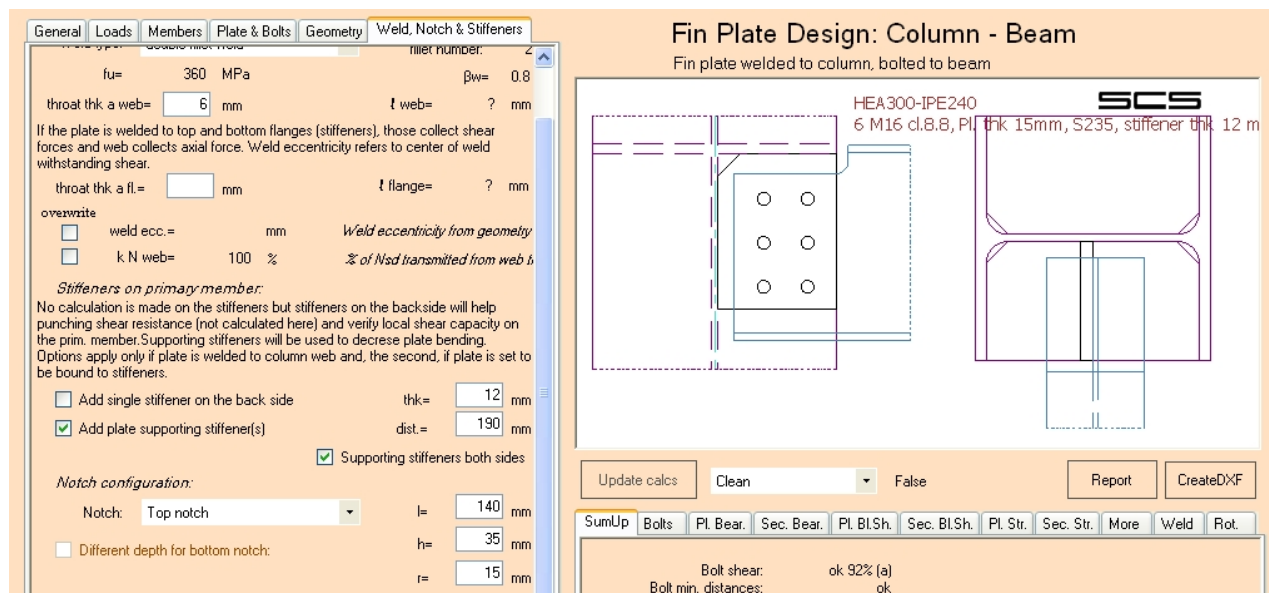 General Loads Members Plate & Bolts Geometry Weld, Notch & Stiffeners
fu= 360 MPa βw= 0.8
throat thk a web= 6 mm ℓ web= ? mm
If the plate is welded to top and bottom flanges (stiffeners), those collect shear
forces and web collects axial force. Weld eccentricity refers to center of weld
withstanding shear.
throat thk a fl.= mm ℓ flange= ? mm
overwrite
weld ecc.= mm Weld eccentricity from geometry
k N web= 100 % % of Nsd transmitted from web
Stiffeners on primary member:
No calculation is made on the stiffeners but stiffeners on the backside will help
punching shear resistance (not calculated here) and verify local shear capacity on
the prim. member.Supporting stiffeners will be used to decrese plate bending.
Options apply only if plate is welded to column web and, the second, if plate is set to
be bound to stiffeners.
Add single stiffener on the back side thk= 12 mm
Add plate supporting stiffener(s) dist.= 190 mm
Supporting stiffeners both sides
Notch configuration:
Notch: Top notch l= 140 mm
Different depth for bottom notch: h= 35 mm
r= 15 mm
Fin Plate Design: Column - Beam
Fin plate welded to column, bolted to beam
HEA300-IPE240 SCS
6 M16 cl.8.8, Pl. thk 15mm, S235, stiffener thk 12 m
Update calcs Clean False Report CreateDXF
SumUp Bolts Pl. Bear. Sec. Bear. Pl. Bl.Sh. Sec. Bl.Sh. Pl. Str. Sec. Str. More Weld Rot.
Bolt shear: ok 92% (a)
Bolt min. distances: ok